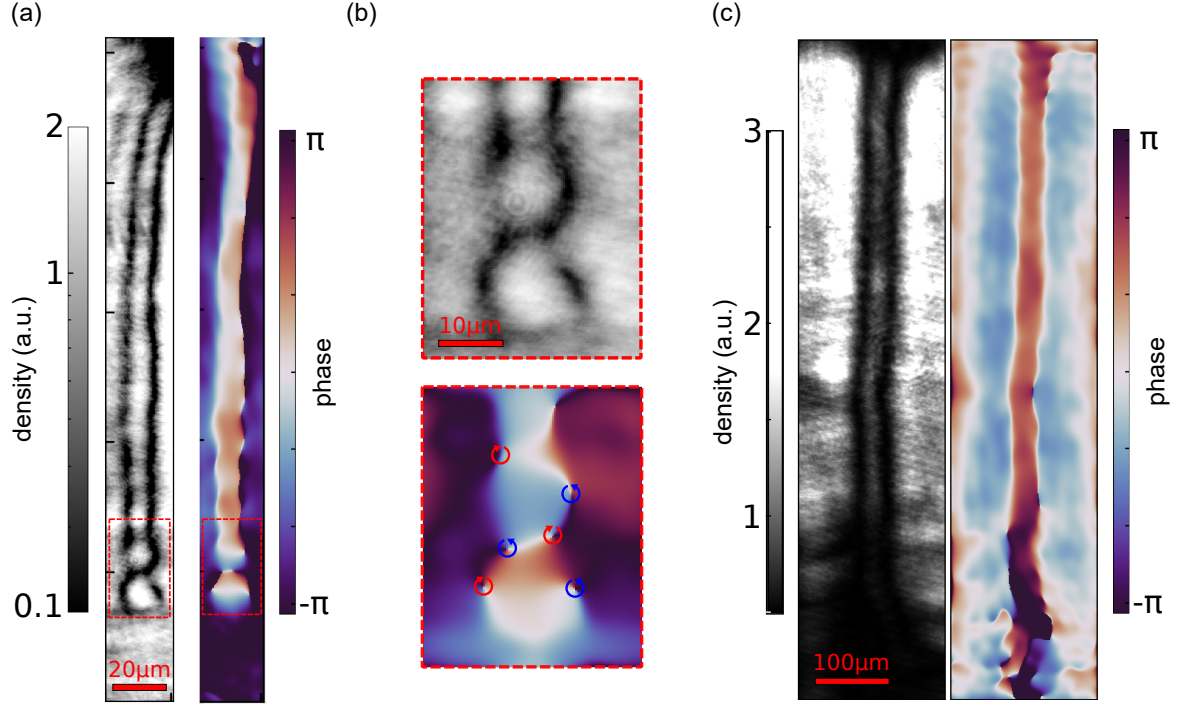 (a)
2
1
0.1
density (a.u.)
20μm
π
-π
phase
(b)
10μm
(c)
3
2
1
density (a.u.)
100μm
π
-π
phase